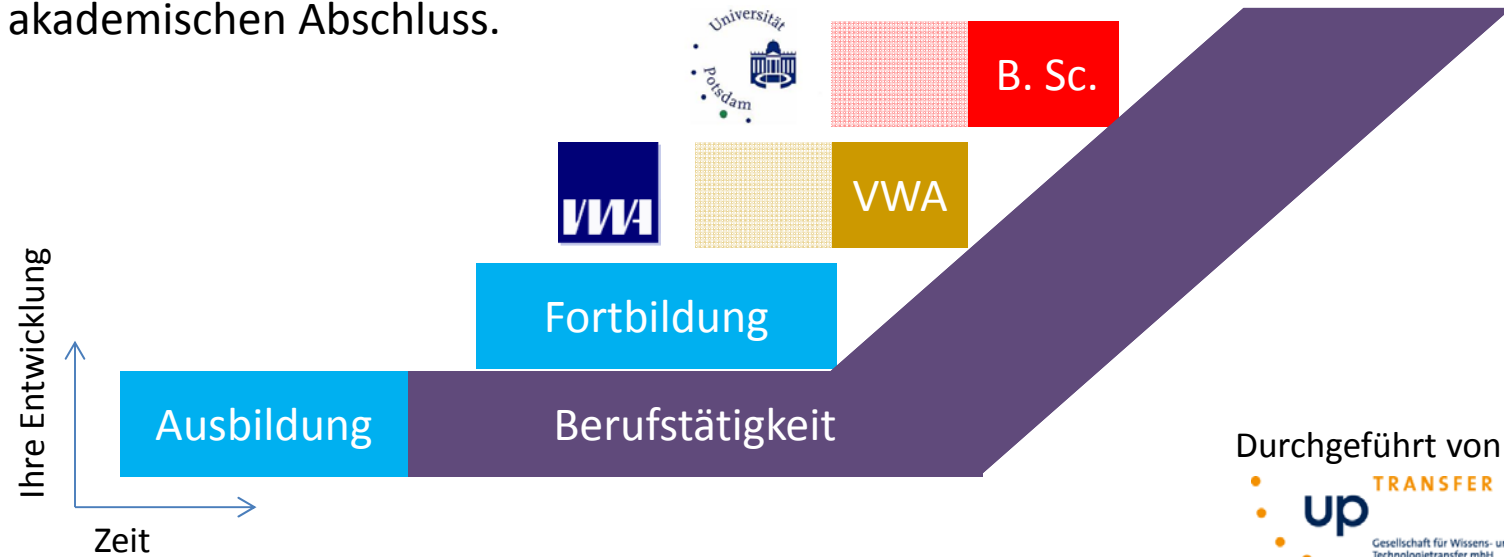 akademischen Abschluss.
Universität
Potsdam
B. Sc.
VWA
VWA
Fortbildung
Ihre Entwicklung
Ausbildung
Berufstätigkeit
Zeit
Durchgeführt von
TRANSFER
up
Gesellschaft für Wissens- u
Technologietransfer mbH